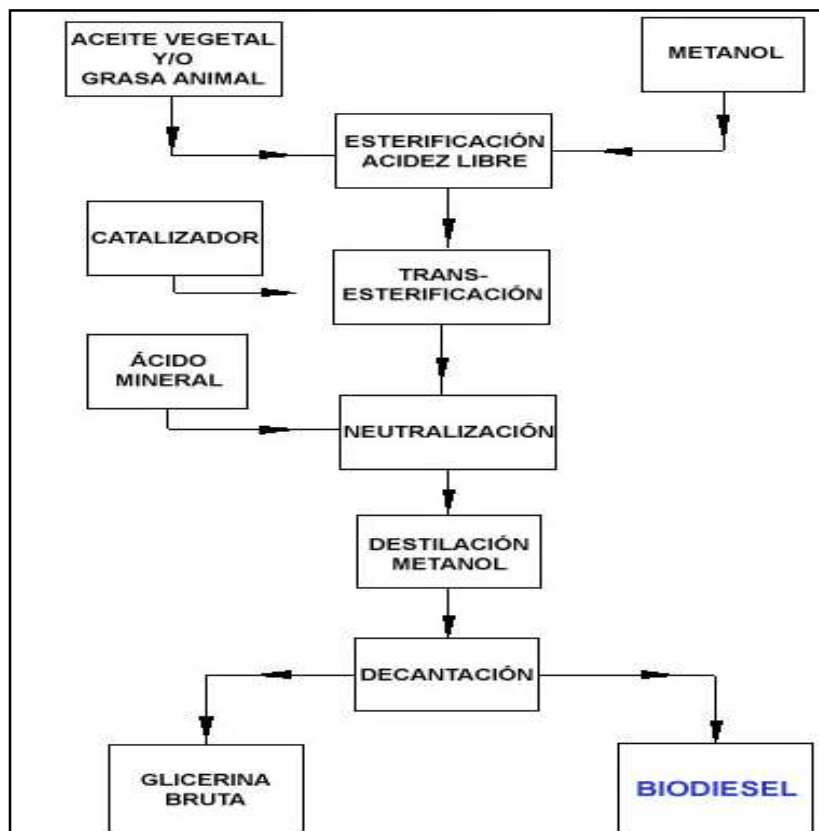 ACEITE VEGETAL
Y/O
GRASA ANIMAL
METANOL
ESTERIFICACIÓN
ACIDEZ LIBRE
CATALIZADOR
TRANS-
ESTERIFICACIÓN
ÁCIDO
MINERAL
NEUTRALIZACIÓN
DESTILACIÓN
METANOL
DECANTACIÓN
GLICERINA
BRUTA
BIODIESEL